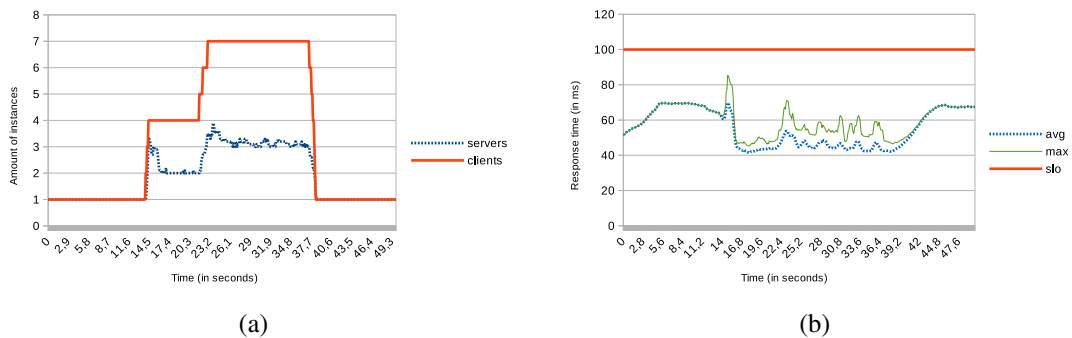 8
7
6
5
4
3
2
1
0
Amount of instances
0 2,9 5,8 8,7 11,6 14,5 17,4 20,3 23,2 26,1 29 31,9 34,8 37,7 40,6 43,5 46,4 49,3
Time (in seconds)
servers
clients
(a)
120
100
80
60
40
20
0
Response time (in ms)
0 2,8 5,6 8,4 11,2 14 16,8 19,6 22,4 25,2 28 30,8 33,6 36,4 39,2 42 44,8 47,6
Time (in seconds)
avg
max
slo
(b)